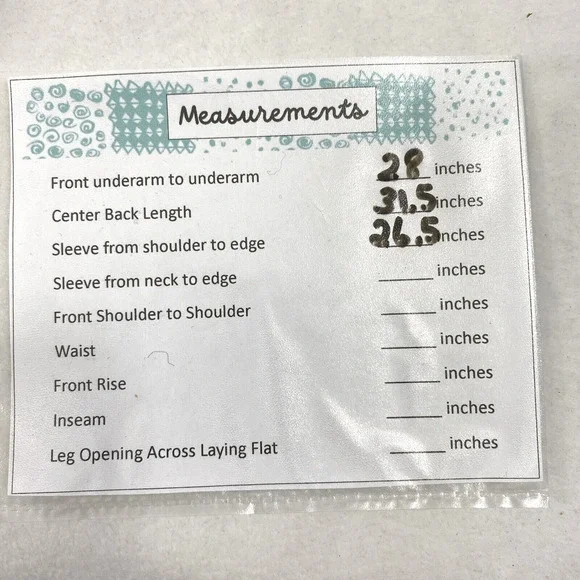 Measurements
Front underarm to underarm 28 inches
Center Back Length 31.5 inches
Sleeve from shoulder to edge 26.5 inches
Sleeve from neck to edge ______ inches
Front Shoulder to Shoulder ______ inches
Waist ______ inches
Front Rise ______ inches
Inseam ______ inches
Leg Opening Across Laying Flat ______ inches